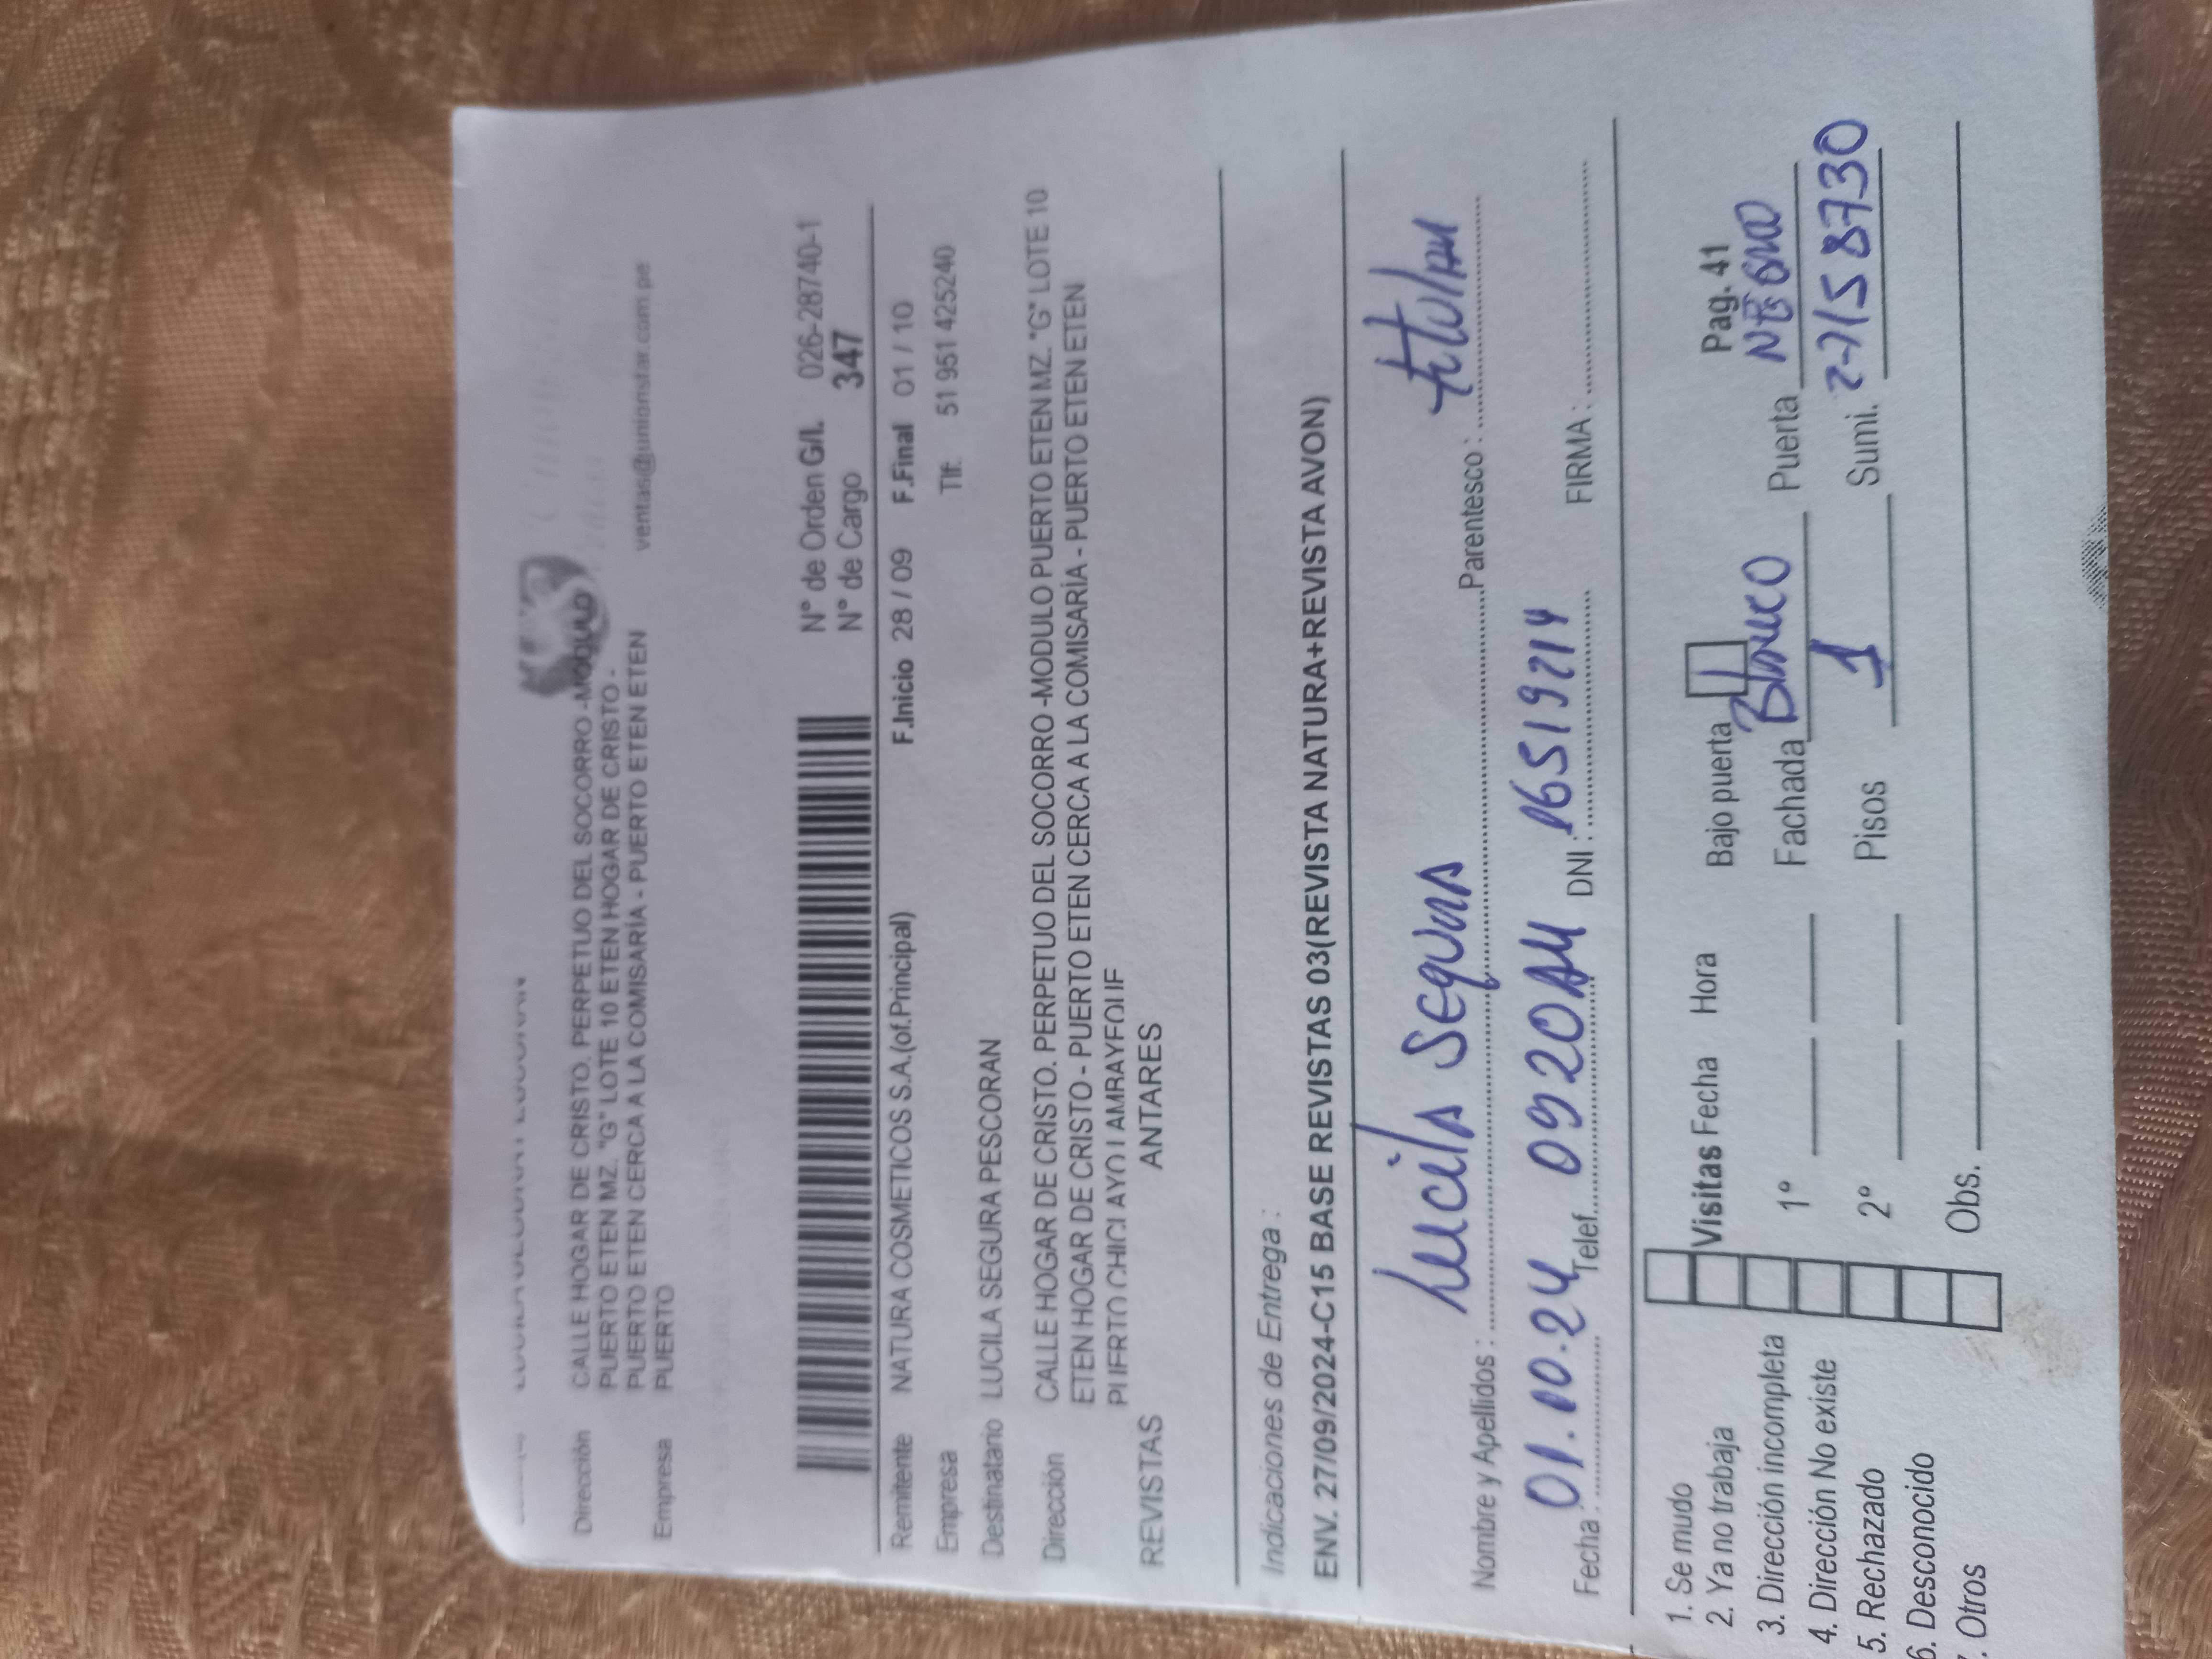 Dirección CALLE HOGAR DE CRISTO. PERPETUO DEL SOCORRO -MODULO
PUERTO ETEN MZ. "G" LOTE 10 ETEN HOGAR DE CRISTO -
PUERTO ETEN CERCA A LA COMISARÍA - PUERTO ETEN ETEN
Empresa PUERTO ventas@unionstar.com.pe
N° de Orden G/L 026-28740-1
N° de Cargo 347
Remitente NATURA COSMETICOS S.A.(of.Principal) F.Inicio 28 / 09 F.Final 01 / 10
Empresa Tlf: 51 951 425240
Destinatario LUCILA SEGURA PESCORAN
Dirección CALLE HOGAR DE CRISTO. PERPETUO DEL SOCORRO -MODULO PUERTO ETEN MZ. "G" LOTE 10
ETEN HOGAR DE CRISTO - PUERTO ETEN CERCA A LA COMISARÍA - PUERTO ETEN ETEN
REVISTAS ANTARES
Indicaciones de Entrega :
ENV. 27/09/2024-C15 BASE REVISTAS 03(REVISTA NATURA+REVISTA AVON)
Nombre y Apellidos : Lucila Segura Parentesco : titular
Fecha : 01.10.24 Telef. 0920AM DNI : 16519214 FIRMA :
1. Se mudo Visitas Fecha Hora Bajo puerta Pag. 41
2. Ya no trabaja
3. Dirección incompleta 1° Fachada Blanco Puerta Negro
4. Dirección No existe
5. Rechazado 2° Pisos 1 Sumi. 27158730
6. Desconocido
. Otros Obs.